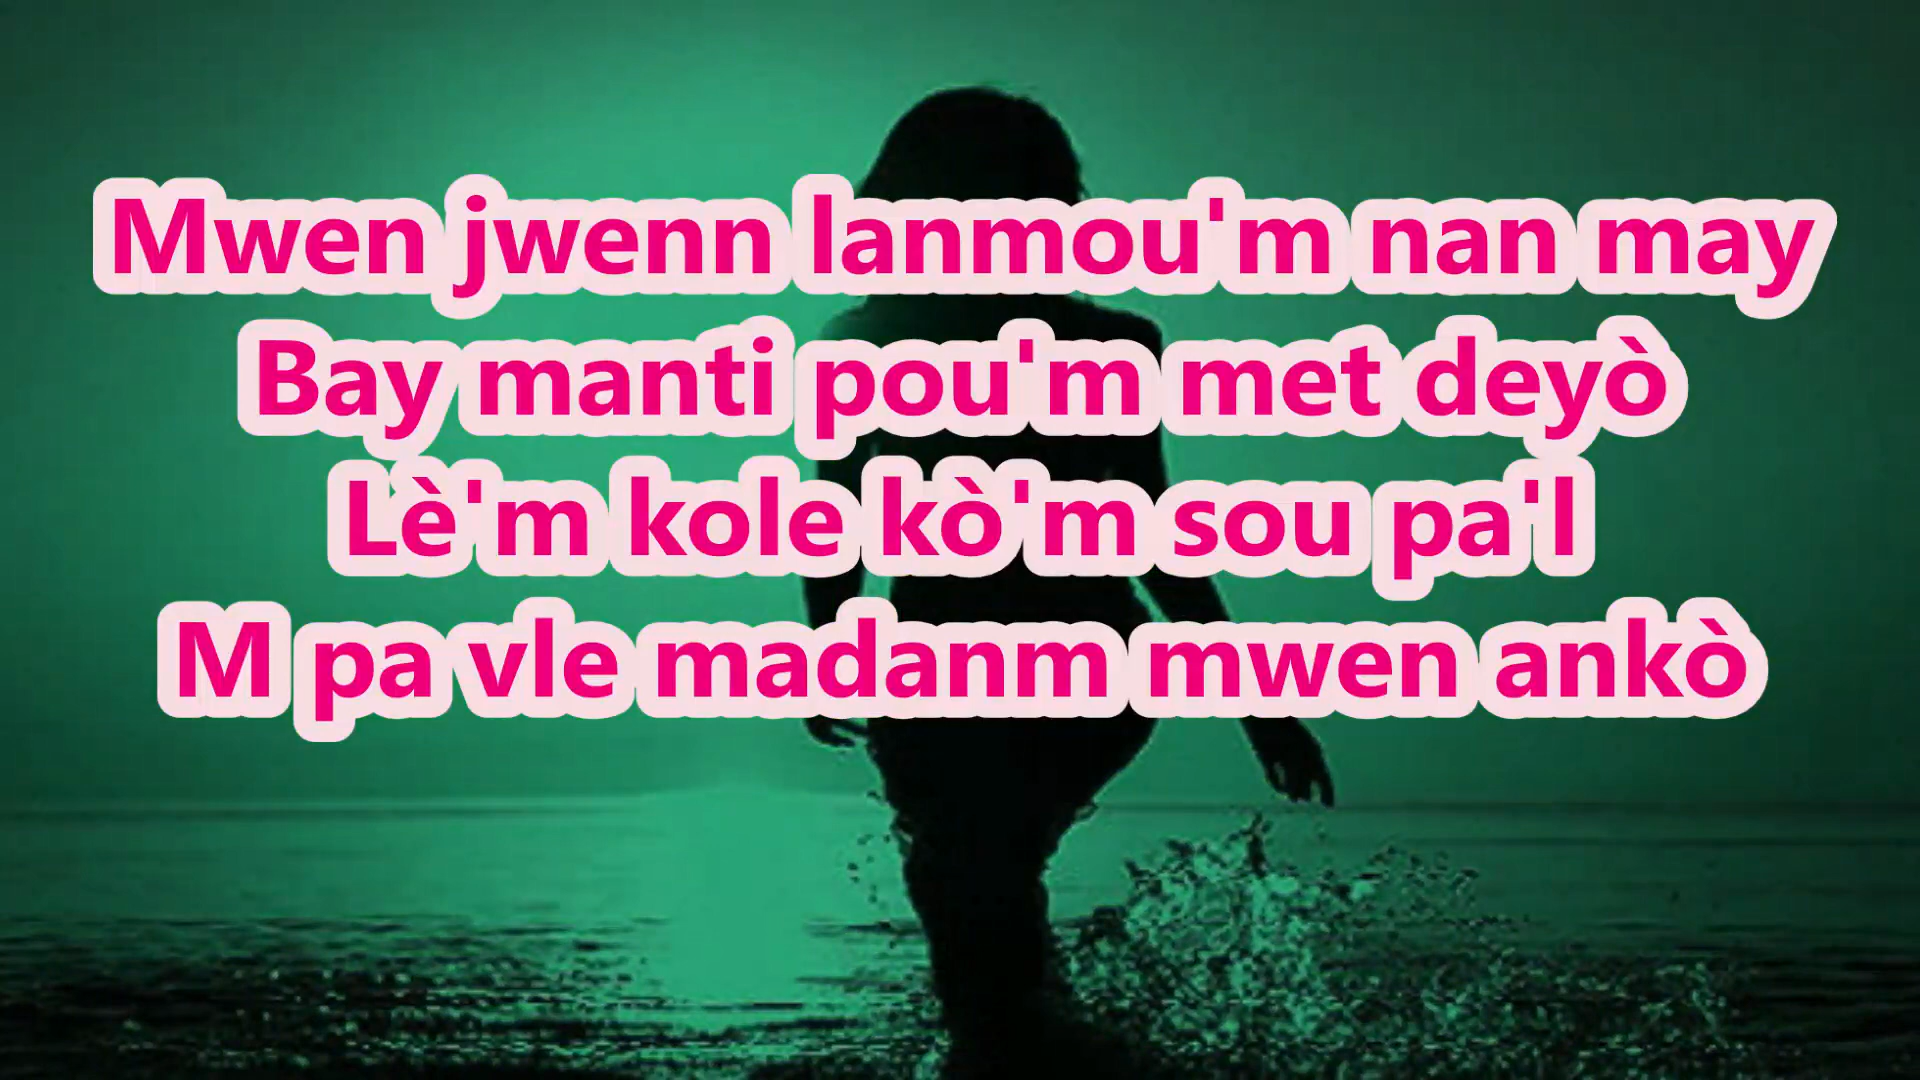 Mwen jwenn lanmou'm nan may
Bay manti pou'm met deyò
Lè'm kole kò'm sou pa'l
M pa vle madanm mwen ankò